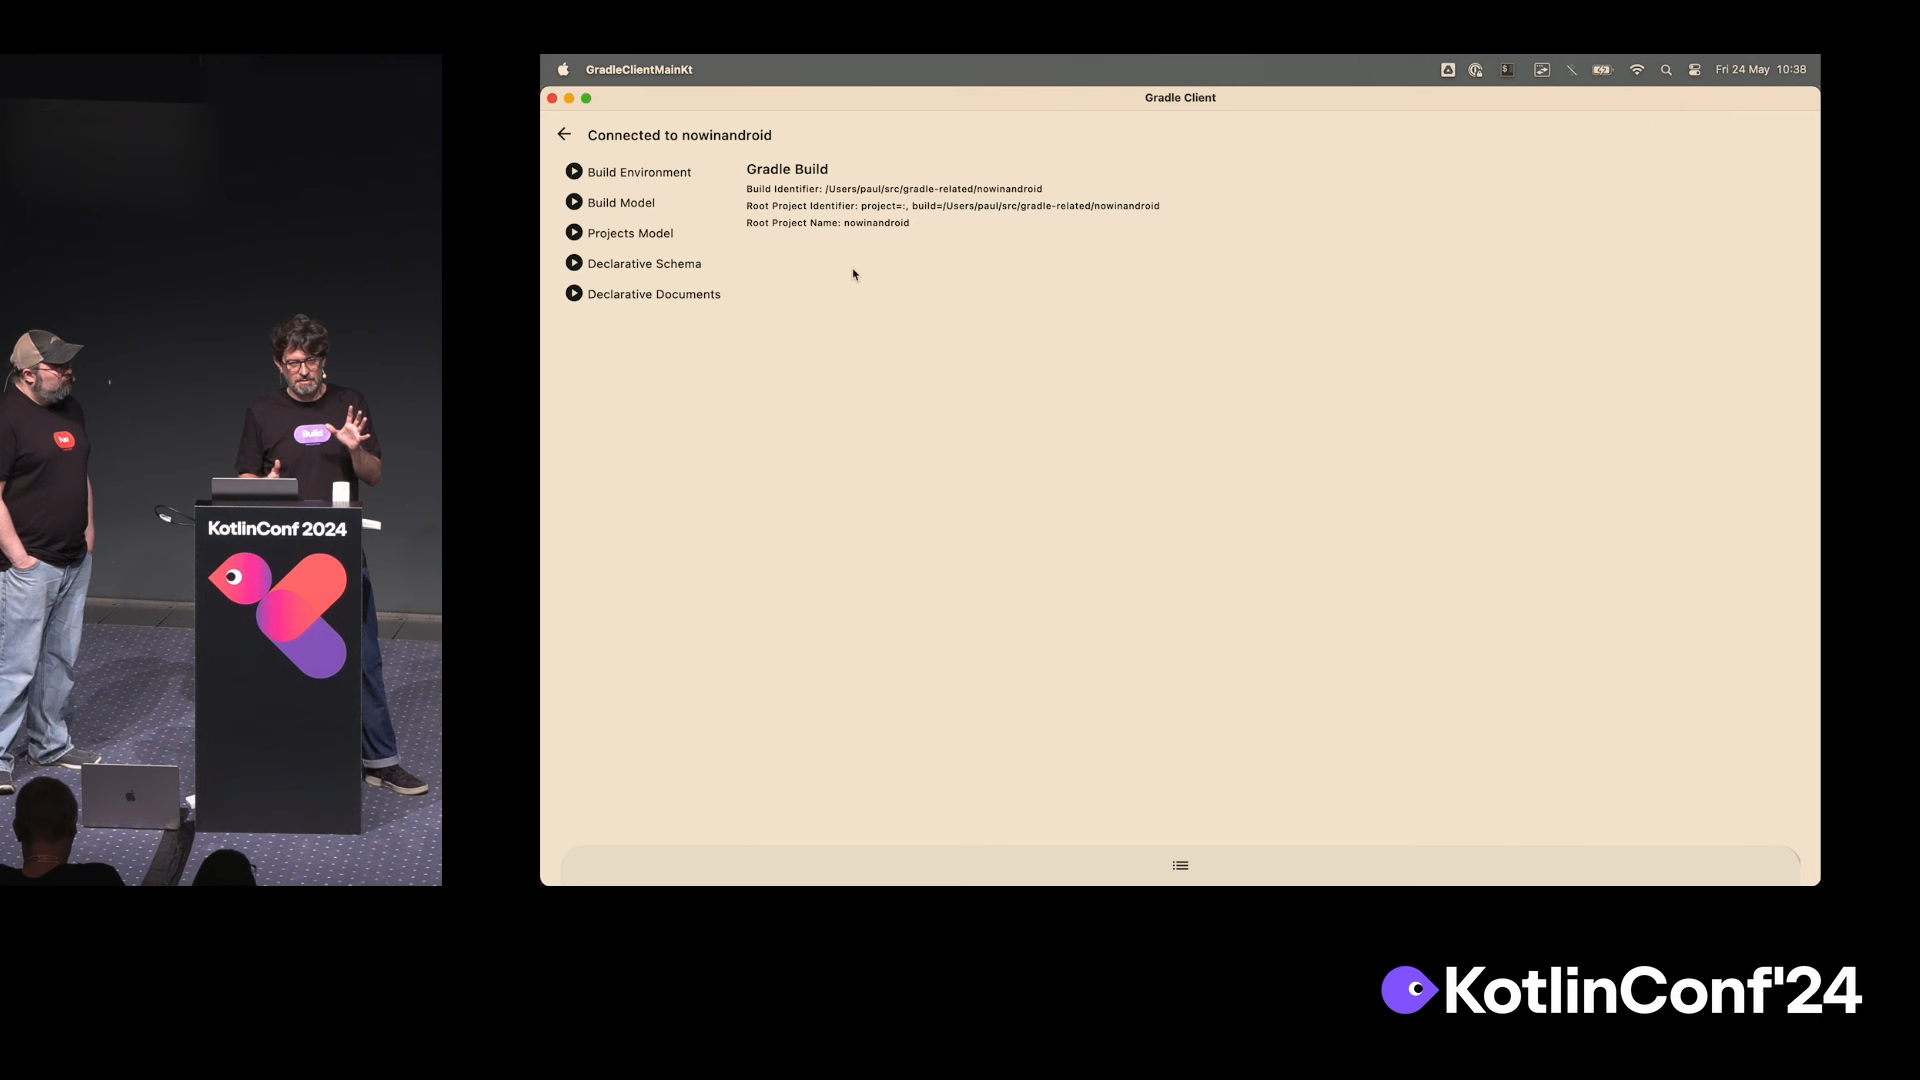 GradleClientMainKt
Fri 24 May 10:38
Gradle Client
Connected to nowinandroid
Build Environment
Build Model
Projects Model
Declarative Schema
Declarative Documents
Gradle Build
Build Identifier: /Users/paul/src/gradle-related/nowinandroid
Root Project Identifier: project=:, build=/Users/paul/src/gradle-related/nowinandroid
Root Project Name: nowinandroid
Fun
Build
KotlinConf 2024
KotlinConf'24